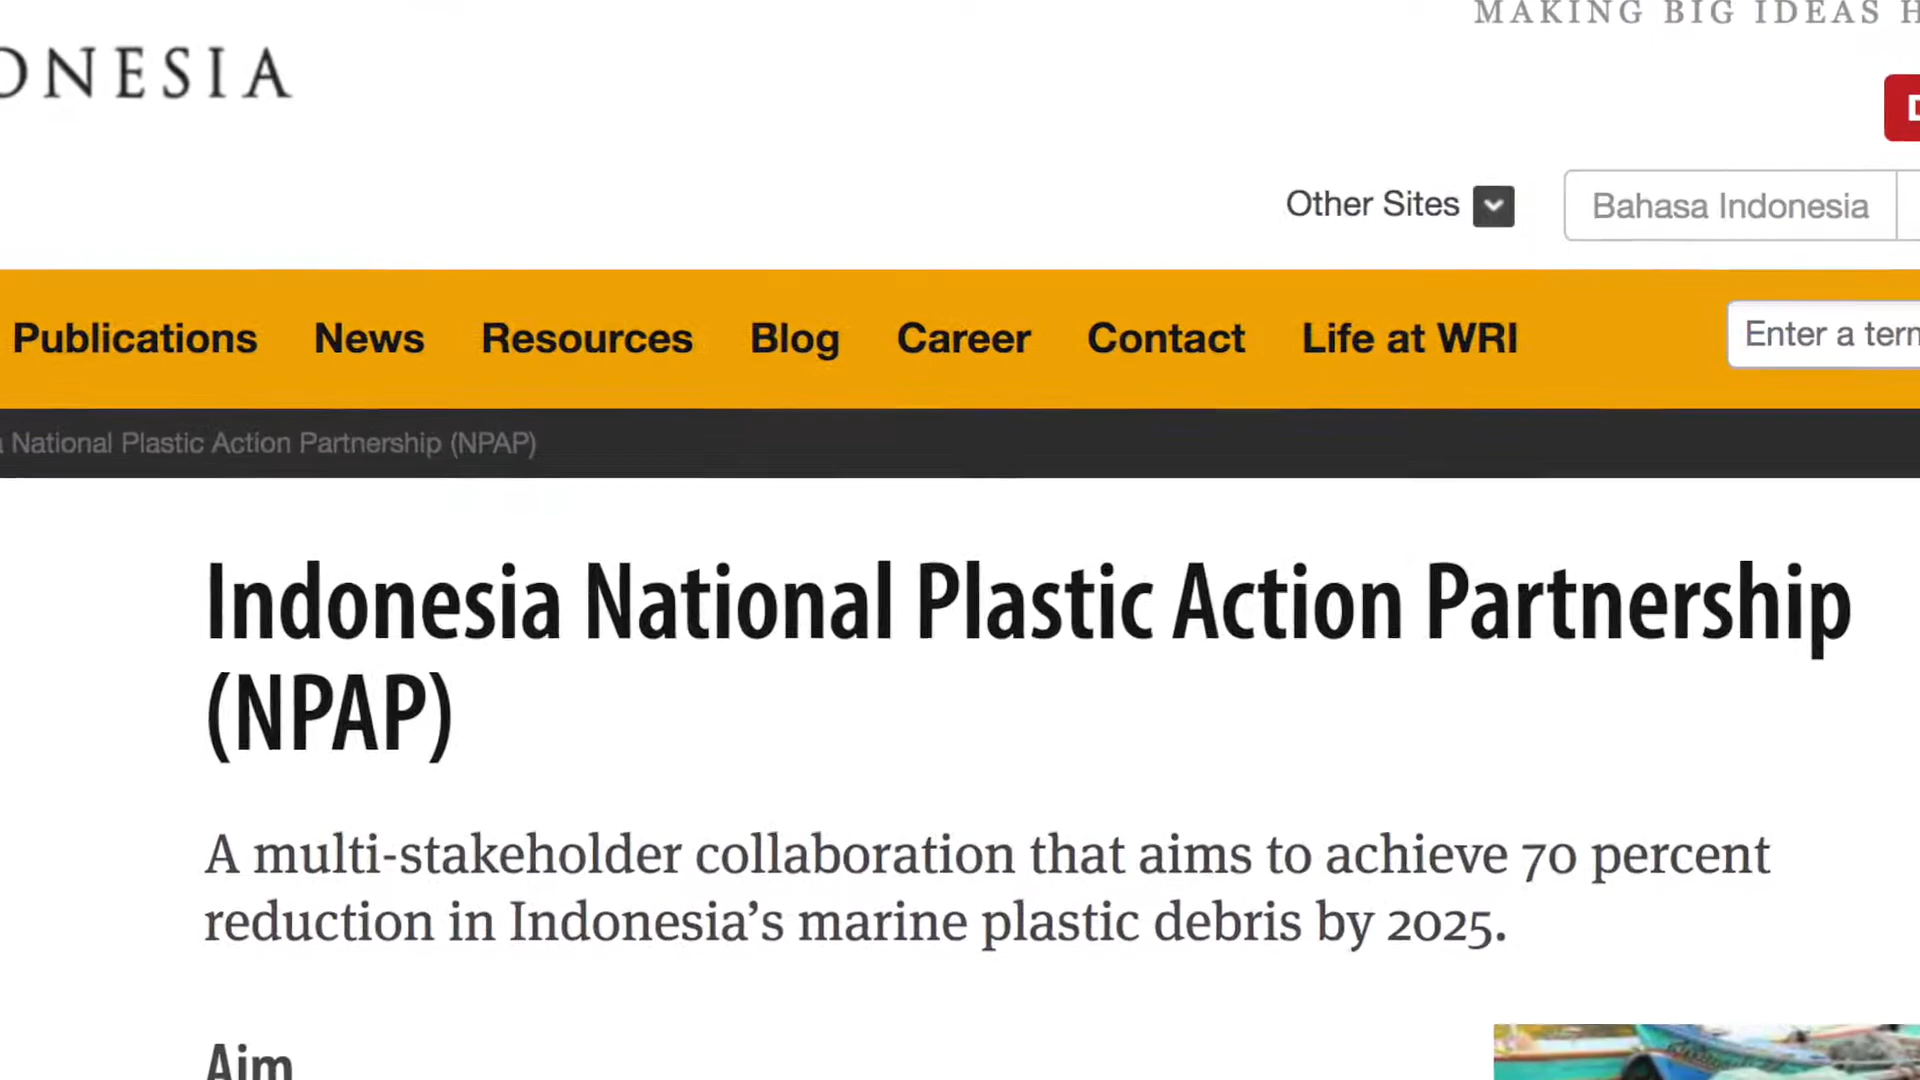 MAKING BIG IDEAS H
ONESIA
Other Sites
Bahasa Indonesia
Publications News Resources Blog Career Contact Life at WRI
Enter a term
National Plastic Action Partnership (NPAP)
Indonesia National Plastic Action Partnership
(NPAP)
A multi-stakeholder collaboration that aims to achieve 70 percent
reduction in Indonesia’s marine plastic debris by 2025.
Aim